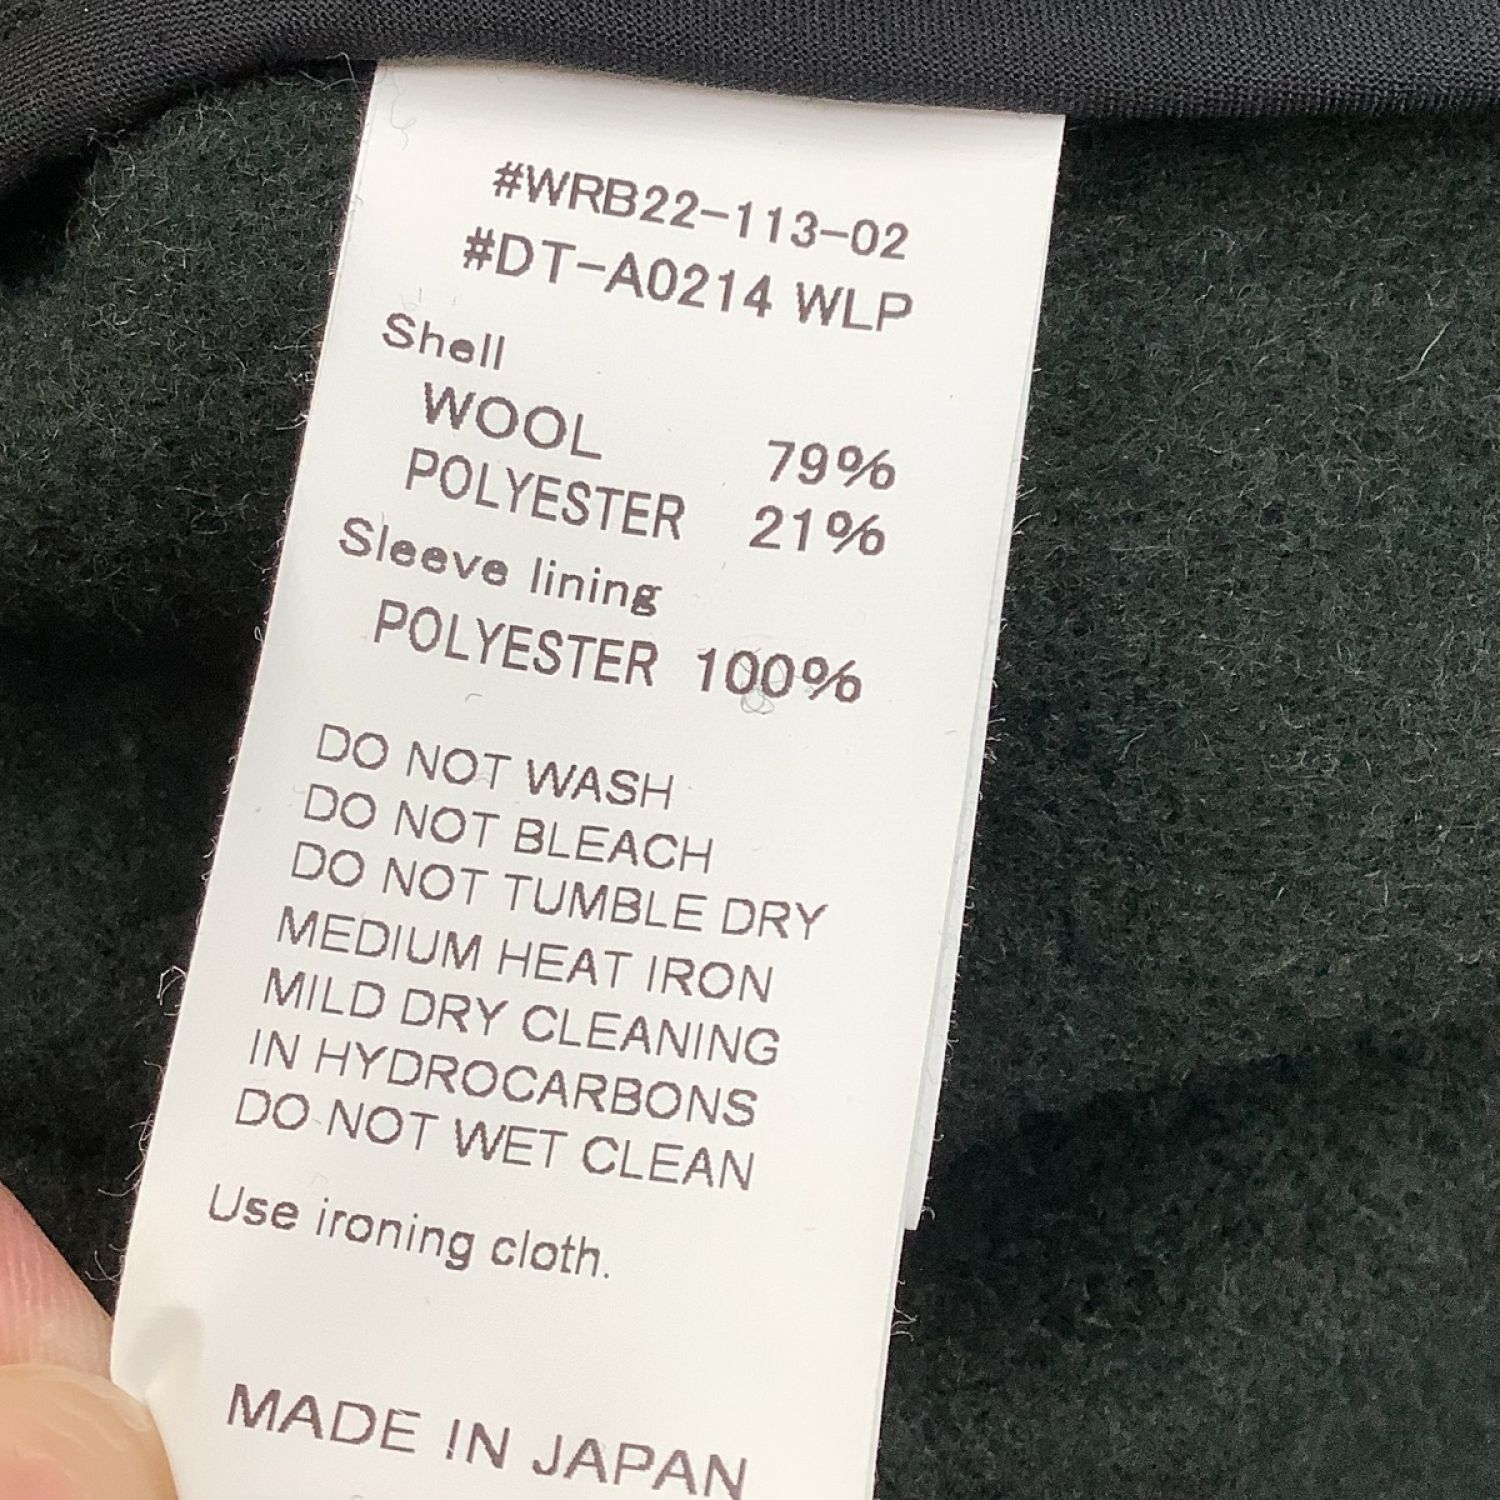 #WRB22-113-02
#DT-A0214 WLP
Shell
WOOL 79%
POLYESTER 21%
Sleeve lining
POLYESTER 100%
DO NOT WASH
DO NOT BLEACH
DO NOT TUMBLE DRY
MEDIUM HEAT IRON
MILD DRY CLEANING
IN HYDROCARBONS
DO NOT WET CLEAN
Use ironing cloth.
MADE IN JAPAN